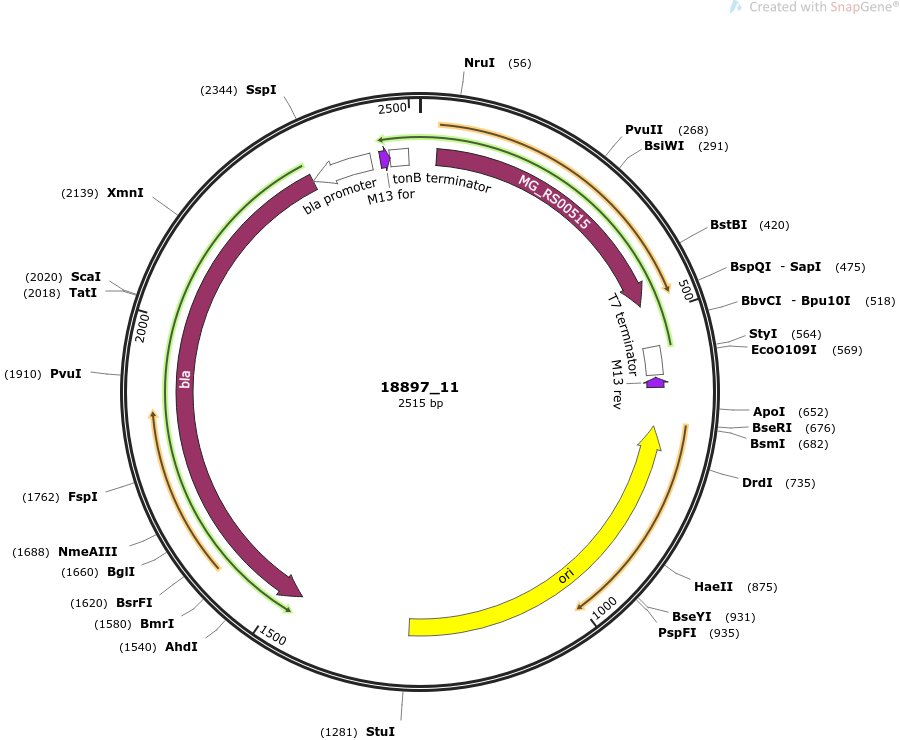 Created with SnapGene®
NruI (56)
(2344) SspI
2500
PvuII (268)
BsiWI (291)
tonB terminator
bla promoter
M13 for
MG_RS00515
(2139) XmnI
BstBI (420)
BspQI - SapI (475)
(2020) ScaI
(2018) TatI
500
BbvCI - Bpu10I (518)
2000
T7 terminator
StyI (564)
EcoO109I (569)
(1910) PvuI
bla
18897_11
2515 bp
M13 rev
ApoI (652)
BseRI (676)
BsmI (682)
DrdI (735)
(1762) FspI
(1688) NmeAIII
(1660) BglI
ori
HaeII (875)
(1620) BsrFI
1000
BseYI (931)
(1580) BmrI
PspFI (935)
1500
(1540) AhdI
(1281) StuI